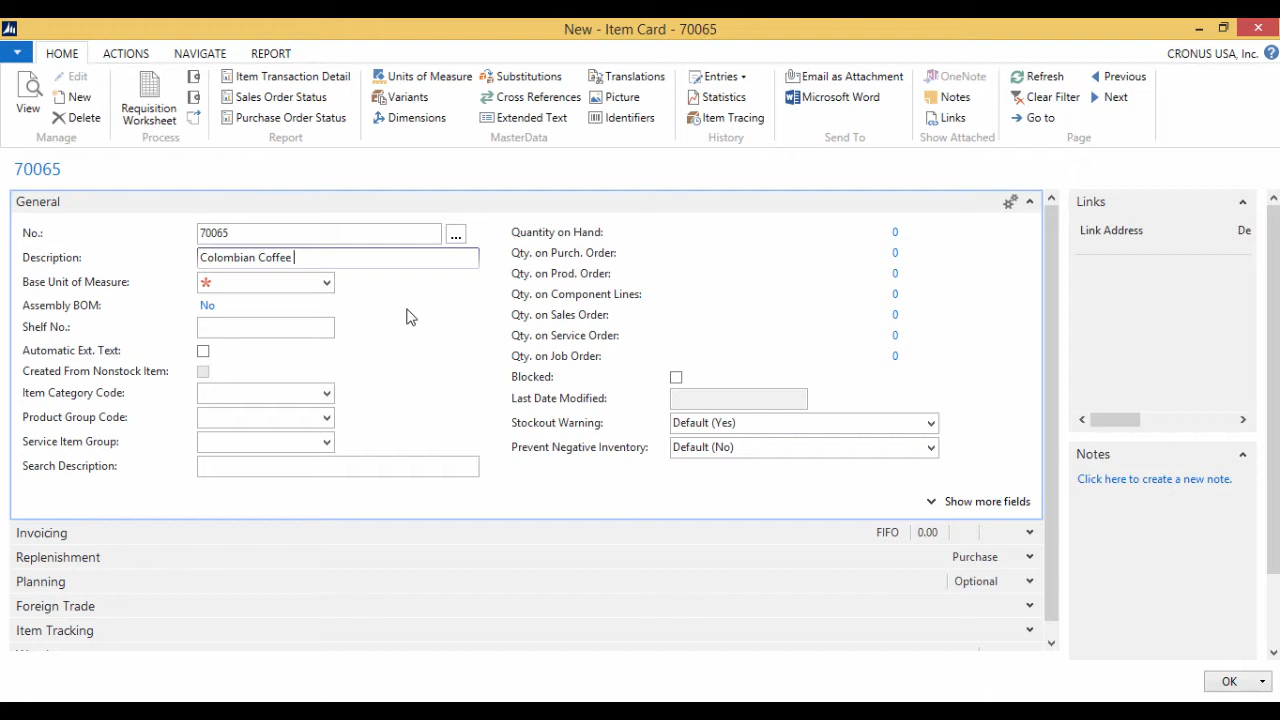 New - Item Card - 70065
HOME ACTIONS NAVIGATE REPORT CRONUS USA, Inc. ?
View
Edit
New
Delete
Manage
Requisition
Worksheet
Process
Item Transaction Detail
Sales Order Status
Purchase Order Status
Report
Units of Measure
Variants
Dimensions
Substitutions
Cross References
Extended Text
Translations
Picture
Identifiers
MasterData
Entries
Statistics
Item Tracing
History
Email as Attachment
Microsoft Word
Send To
OneNote
Notes
Links
Show Attached
Refresh
Clear Filter
Go to
Previous
Next
Page
70065
General
No.: 70065 ...
Description: Colombian Coffee
Base Unit of Measure: *
Assembly BOM: No
Shelf No.:
Automatic Ext. Text:
Created From Nonstock Item:
Item Category Code:
Product Group Code:
Service Item Group:
Search Description:
Quantity on Hand: 0
Qty. on Purch. Order: 0
Qty. on Prod. Order: 0
Qty. on Component Lines: 0
Qty. on Sales Order: 0
Qty. on Service Order: 0
Qty. on Job Order: 0
Blocked:
Last Date Modified:
Stockout Warning: Default (Yes)
Prevent Negative Inventory: Default (No)
Show more fields
Invoicing FIFO 0.00
Replenishment Purchase
Planning Optional
Foreign Trade
Item Tracking
Links
Link Address De
Notes
Click here to create a new note.
OK